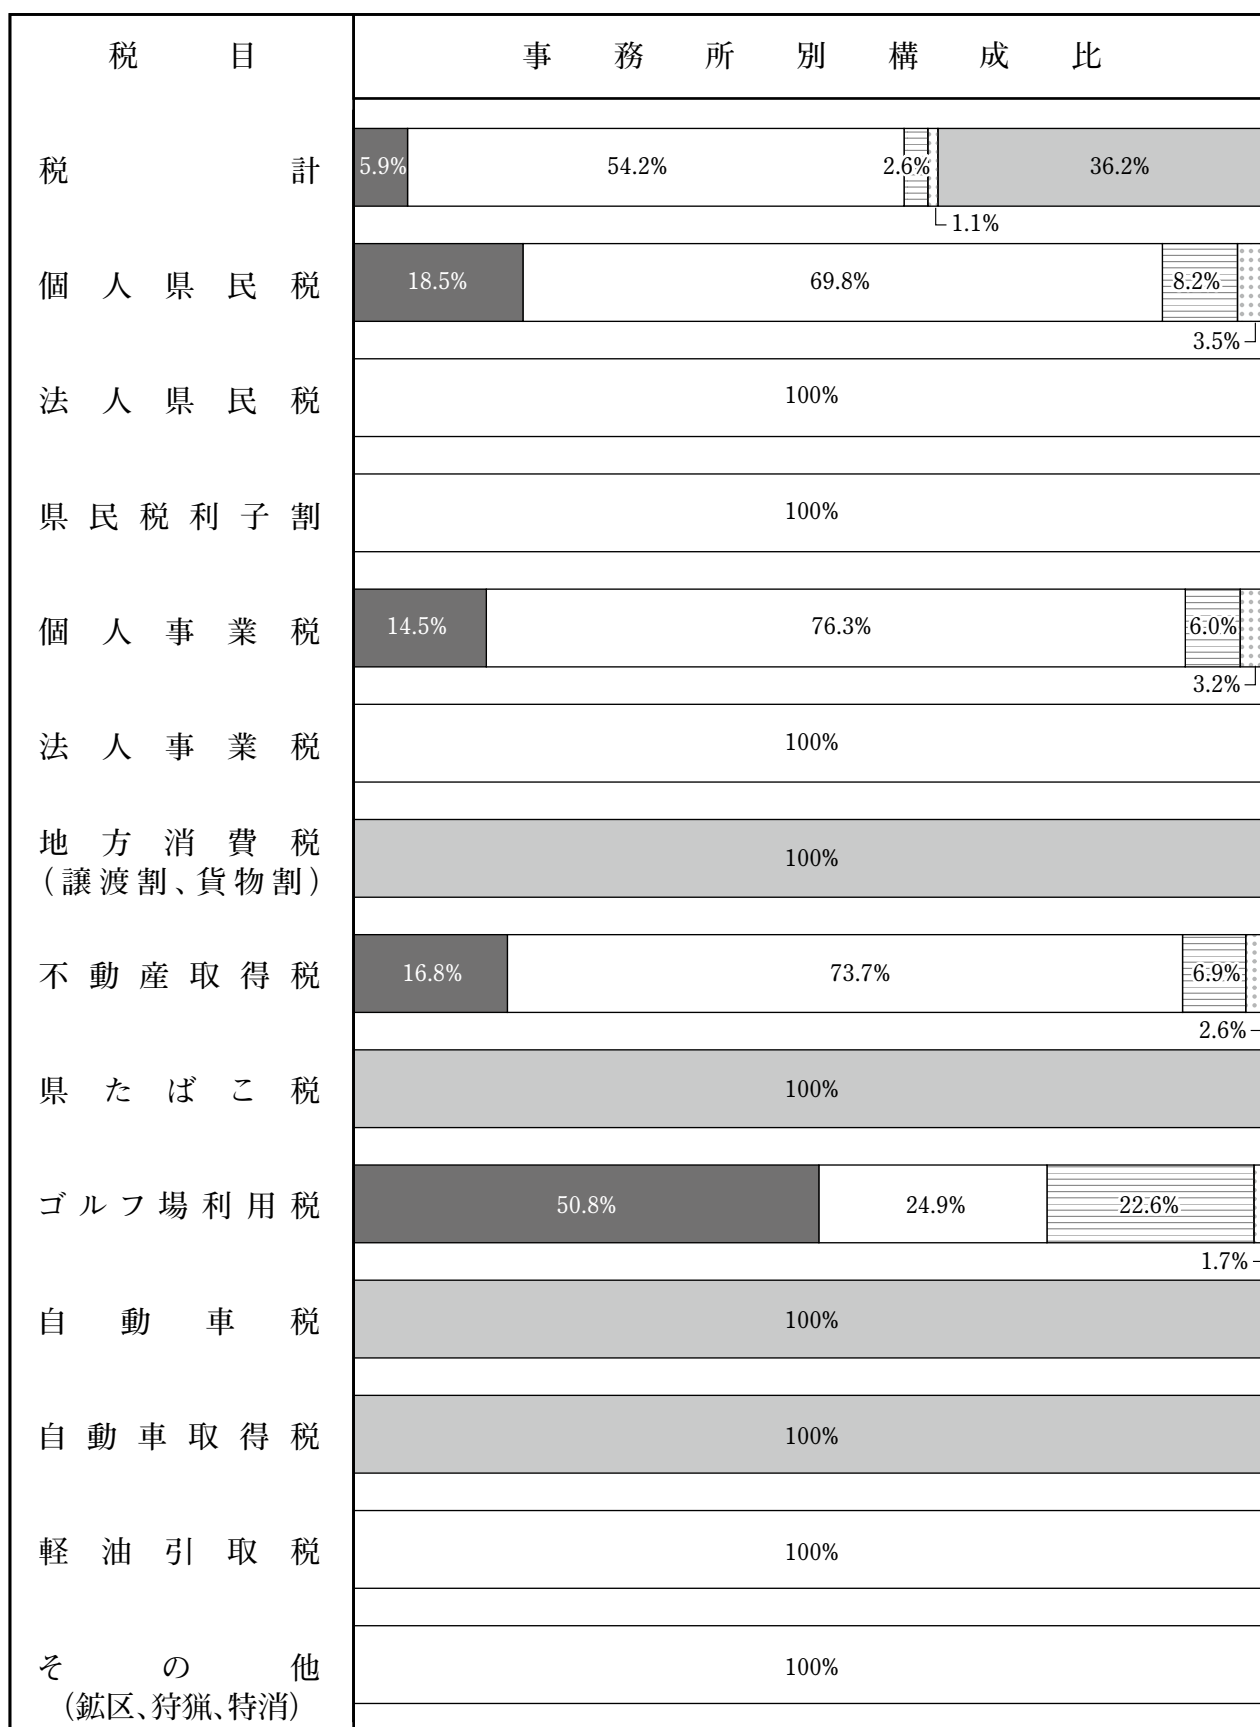 税目 事務所別構成比
税計 5.9% 54.2% 2.6% 36.2%
1.1%
個人県民税 18.5% 69.8% 8.2%
3.5%
法人県民税 100%
県民税利子割 100%
個人事業税 14.5% 76.3% 6.0%
3.2%
法人事業税 100%
地方消費税
（譲渡割、貨物割） 100%
不動産取得税 16.8% 73.7% 6.9%
2.6%
県たばこ税 100%
ゴルフ場利用税 50.8% 24.9% 22.6%
1.7%
自動車税 100%
自動車取得税 100%
軽油引取税 100%
その他 100%
（鉱区、狩猟、特消）